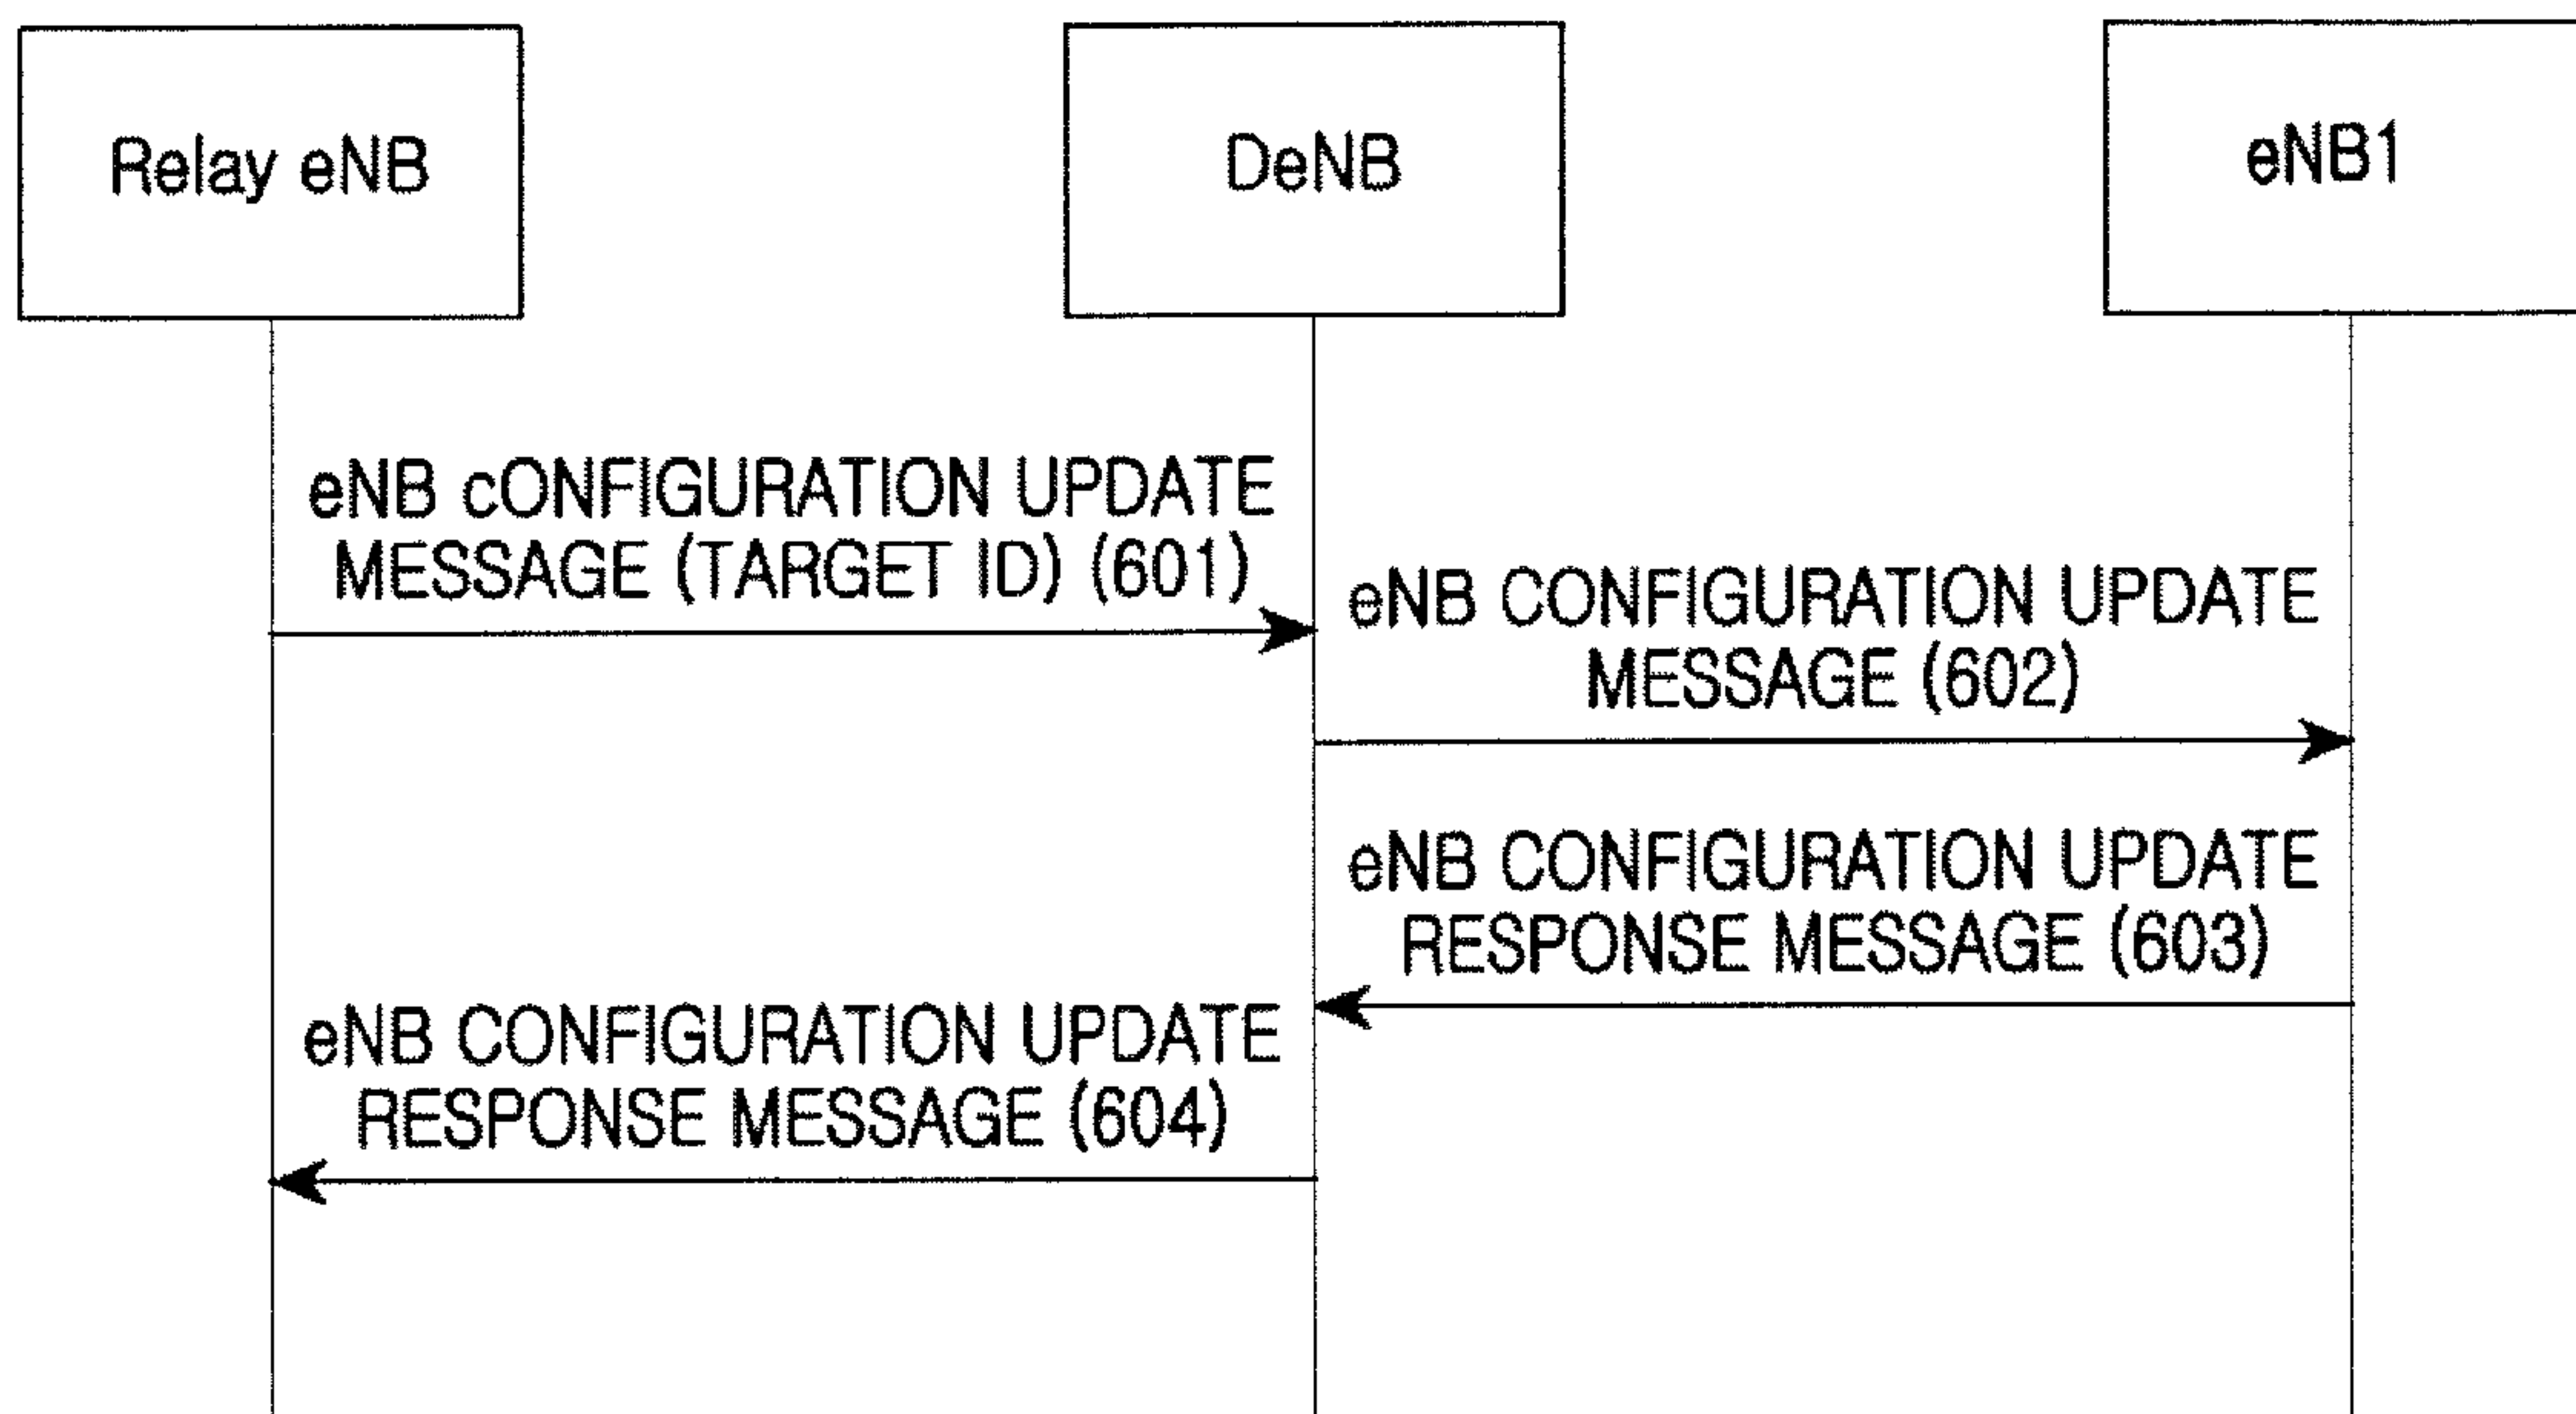 Relay eNB
DeNB
eNB1
eNB cONFIGURATION UPDATE
MESSAGE (TARGET ID) (601)
eNB CONFIGURATION UPDATE
MESSAGE (602)
eNB CONFIGURATION UPDATE
RESPONSE MESSAGE (603)
eNB CONFIGURATION UPDATE
RESPONSE MESSAGE (604)